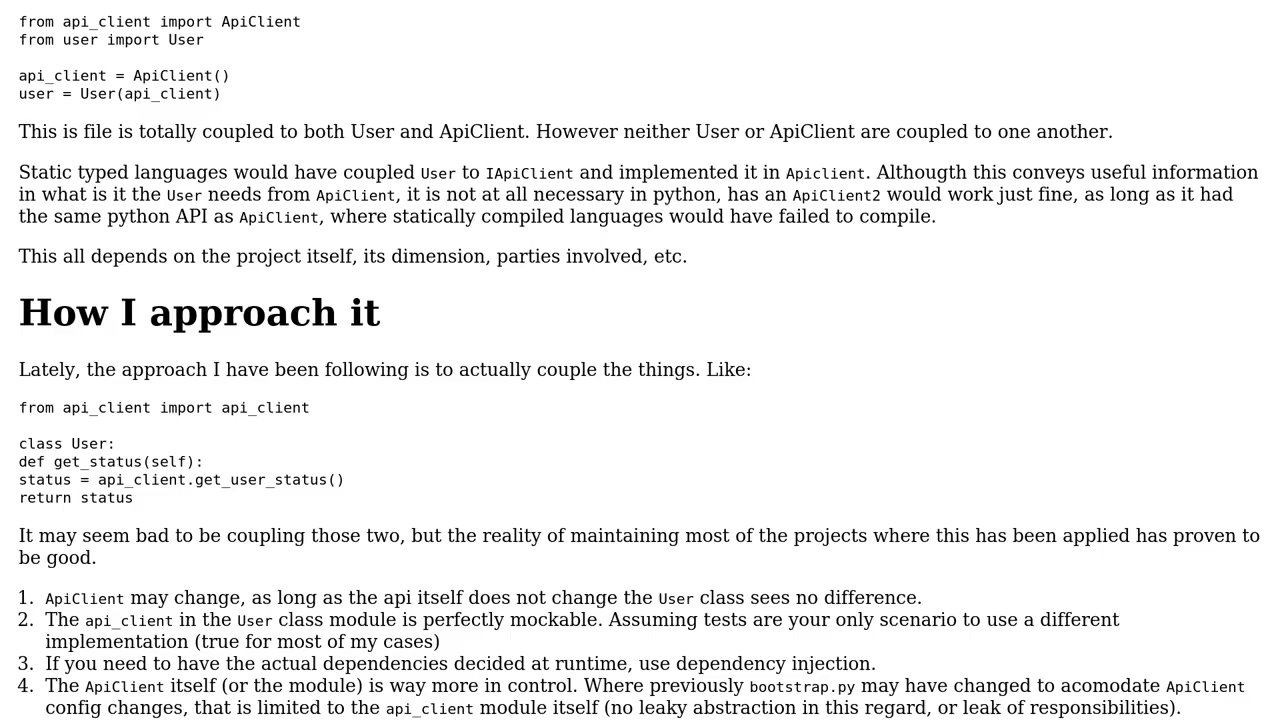 from api_client import ApiClient
from user import User
api_client = ApiClient()
user = User(api_client)
This is file is totally coupled to both User and ApiClient. However neither User or ApiClient are coupled to one another.
Static typed languages would have coupled User to IApiClient and implemented it in Apiclient. Althougth this conveys useful information
in what is it the User needs from ApiClient, it is not at all necessary in python, has an ApiClient2 would work just fine, as long as it had
the same python API as ApiClient, where statically compiled languages would have failed to compile.
This all depends on the project itself, its dimension, parties involved, etc.
How I approach it
Lately, the approach I have been following is to actually couple the things. Like:
from api_client import api_client
class User:
def get_status(self):
status = api_client.get_user_status()
return status
It may seem bad to be coupling those two, but the reality of maintaining most of the projects where this has been applied has proven to
be good.
1. ApiClient may change, as long as the api itself does not change the User class sees no difference.
2. The api_client in the User class module is perfectly mockable. Assuming tests are your only scenario to use a different
implementation (true for most of my cases)
3. If you need to have the actual dependencies decided at runtime, use dependency injection.
4. The ApiClient itself (or the module) is way more in control. Where previously bootstrap.py may have changed to acomodate ApiClient
config changes, that is limited to the api_client module itself (no leaky abstraction in this regard, or leak of responsibilities).